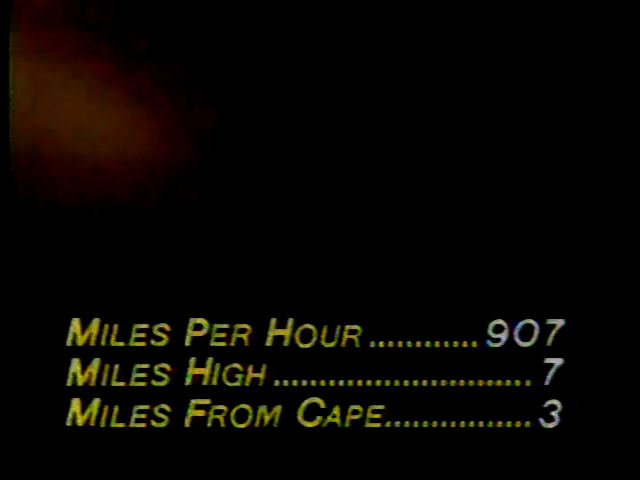 Miles Per Hour............907
Miles High............................7
Miles From Cape................3